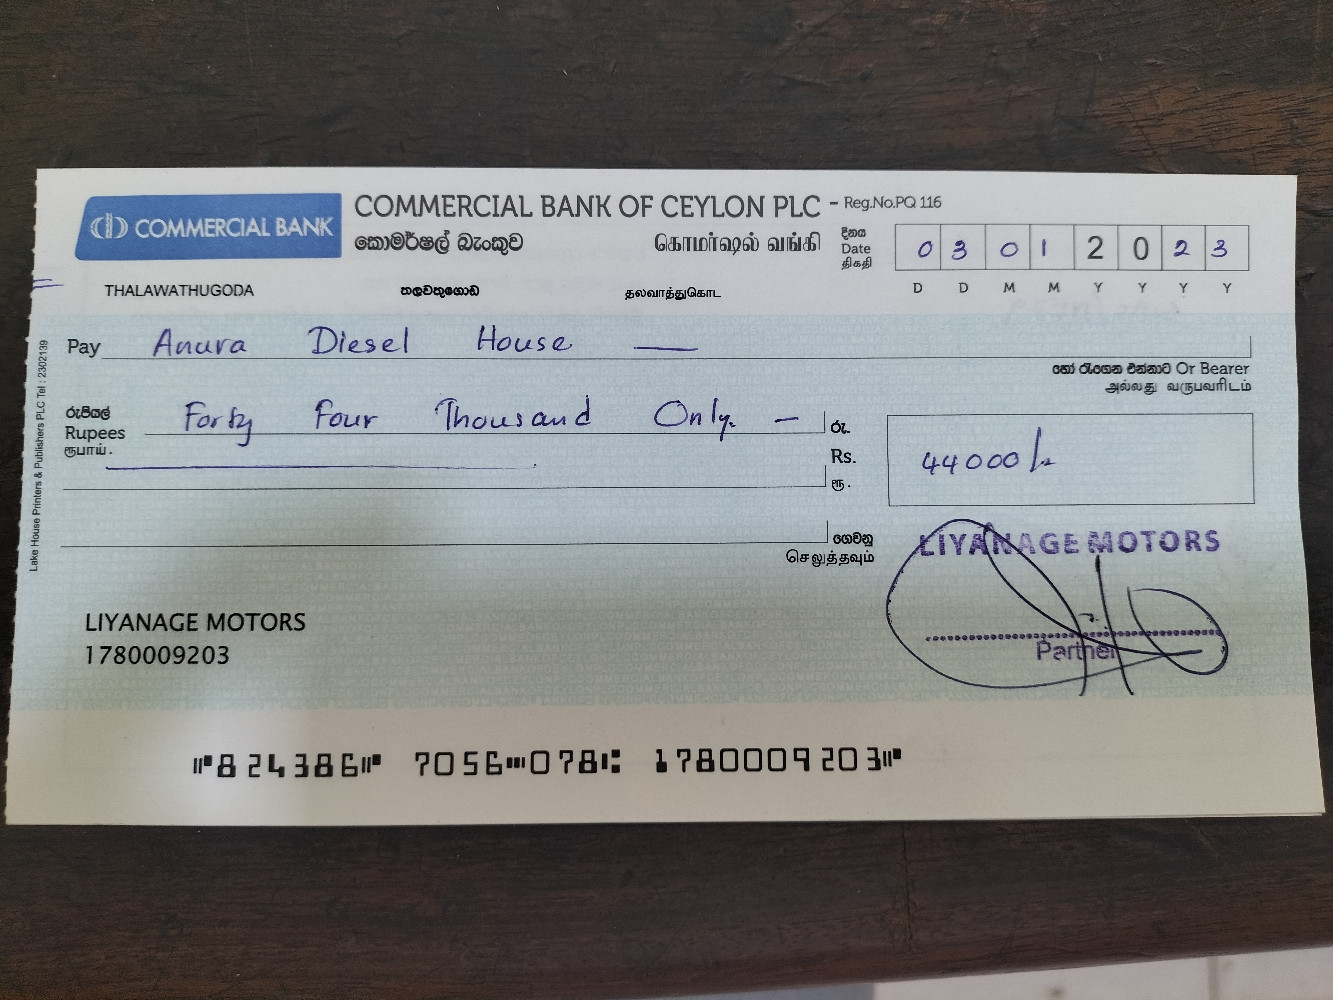 COMMERCIAL BANK
COMMERCIAL BANK OF CEYLON PLC - Reg.No.PQ 116
කොමර්ෂල් බැංකුව கொமர்ஷல் வங்கி
දිනය
Date
திகதி
0 3 0 1 2 0 2 3
D D M M Y Y Y Y
THALAWATHUGODA තලවතුගොඩ தலவாத்துகொட
Pay Anura Diesel House —
හෝ රැගෙන එන්නාට Or Bearer
அல்லது வருபவரிடம்
රුපියල්
Rupees
ரூபாய்.
Forty Four Thousand Only. —
රු.
Rs.
ரூ.
44000/=
ගෙවනු
செலுத்தவும்
LIYANAGE MOTORS
Partner
LIYANAGE MOTORS
1780009203
⑈824386⑈ 7056⑉078⑆ 1780009203⑈
Lake House Printers & Publishers PLC Tel : 2302139